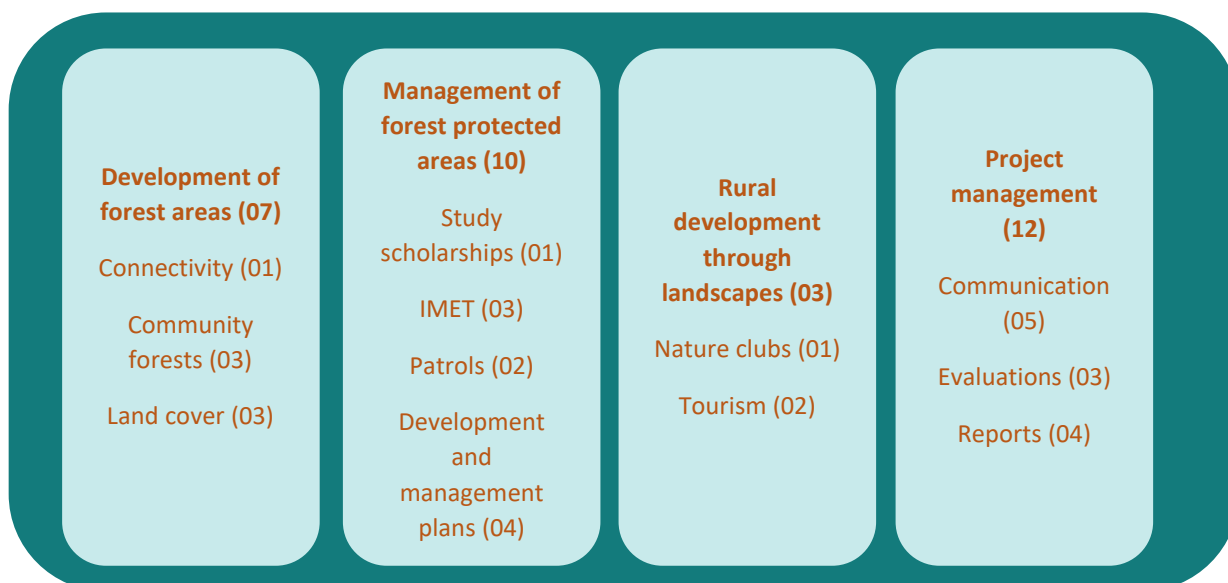 Development of
forest areas (07)
Connectivity (01)
Community
forests (03)
Land cover (03)
Management of
forest protected
areas (10)
Study
scholarships (01)
IMET (03)
Patrols (02)
Development
and
management
plans (04)
Rural
development
through
landscapes (03)
Nature clubs (01)
Tourism (02)
Project
management
(12)
Communication
(05)
Evaluations (03)
Reports (04)